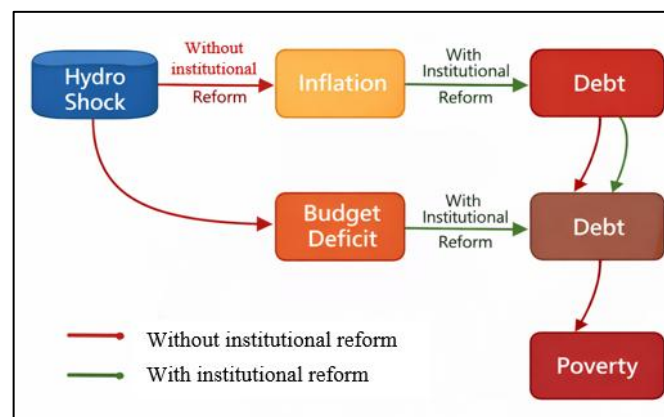 Hydro
Shock
Without
institutional
Reform
Inflation
With
Institutional
Reform
Debt
Budget
Deficit
With
Institutional
Reform
Debt
Without institutional reform
With institutional reform
Poverty